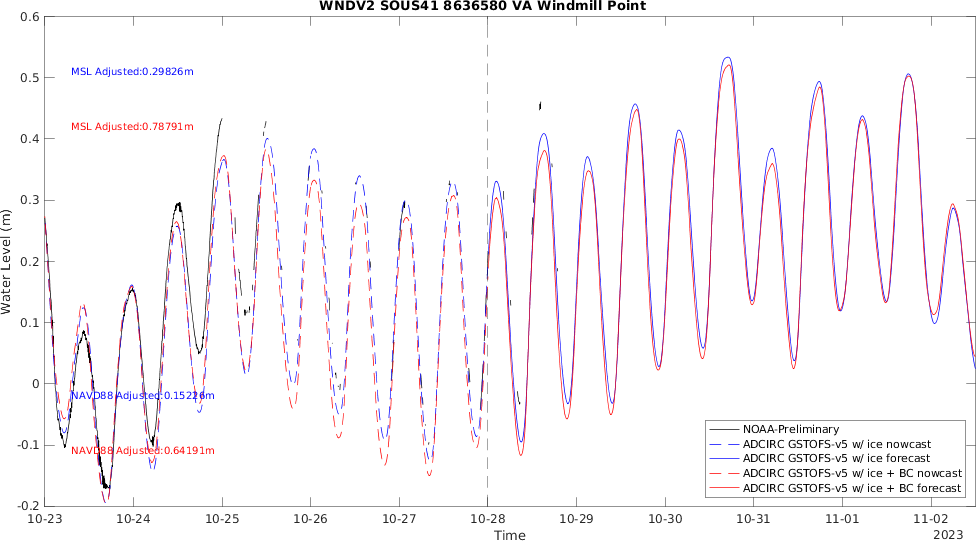 WNDV2 SOUS41 8636580 VA Windmill Point
0.6
0.5
0.4
0.3
0.2
0.1
0
-0.1
-0.2
Water Level (m)
MSL Adjusted:0.29826m
MSL Adjusted:0.78791m
NAVD88 Adjusted:0.15226m
NAVD88 Adjusted:0.64191m
NOAA-Preliminary
ADCIRC GSTOFS-v5 w/ ice nowcast
ADCIRC GSTOFS-v5 w/ ice forecast
ADCIRC GSTOFS-v5 w/ ice + BC nowcast
ADCIRC GSTOFS-v5 w/ ice + BC forecast
10-23 10-24 10-25 10-26 10-27 10-28 10-29 10-30 10-31 11-01 11-02
Time
2023